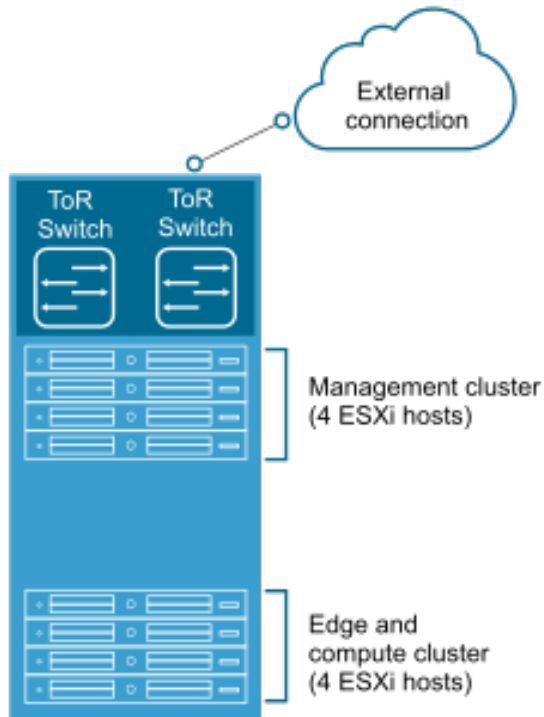 External
connection
ToR
Switch
ToR
Switch
Management cluster
(4 ESXi hosts)
Edge and
compute cluster
(4 ESXi hosts)